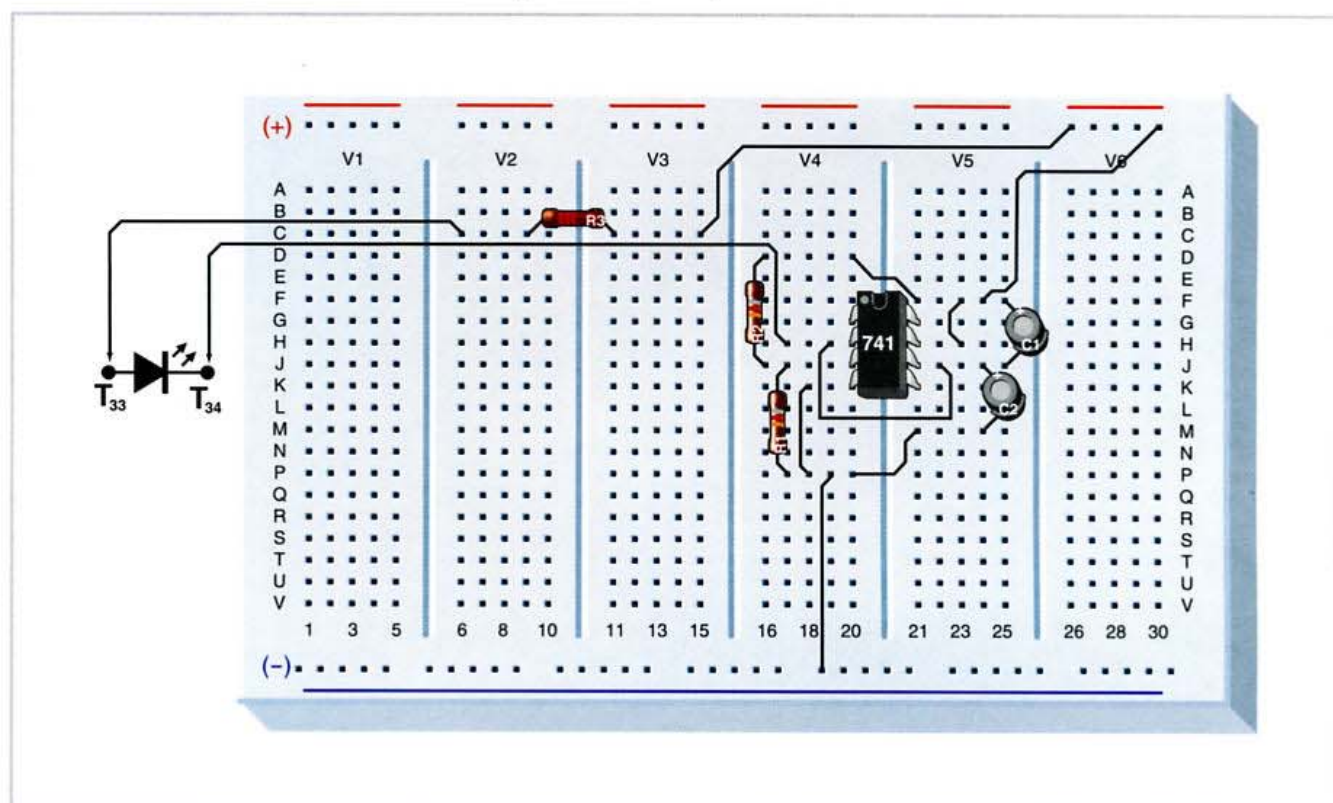 (+)
V1 V2 V3 V4 V5 V6
A A
B R3 B
C C
D D
E E
F F
G G
H R2 741 C1 H
J J
T33 T34
K K
L C2 L
M M
N R1 N
P P
Q Q
R R
S S
T T
U U
V V
1 3 5 6 8 10 11 13 15 16 18 20 21 23 25 26 28 30
(-)